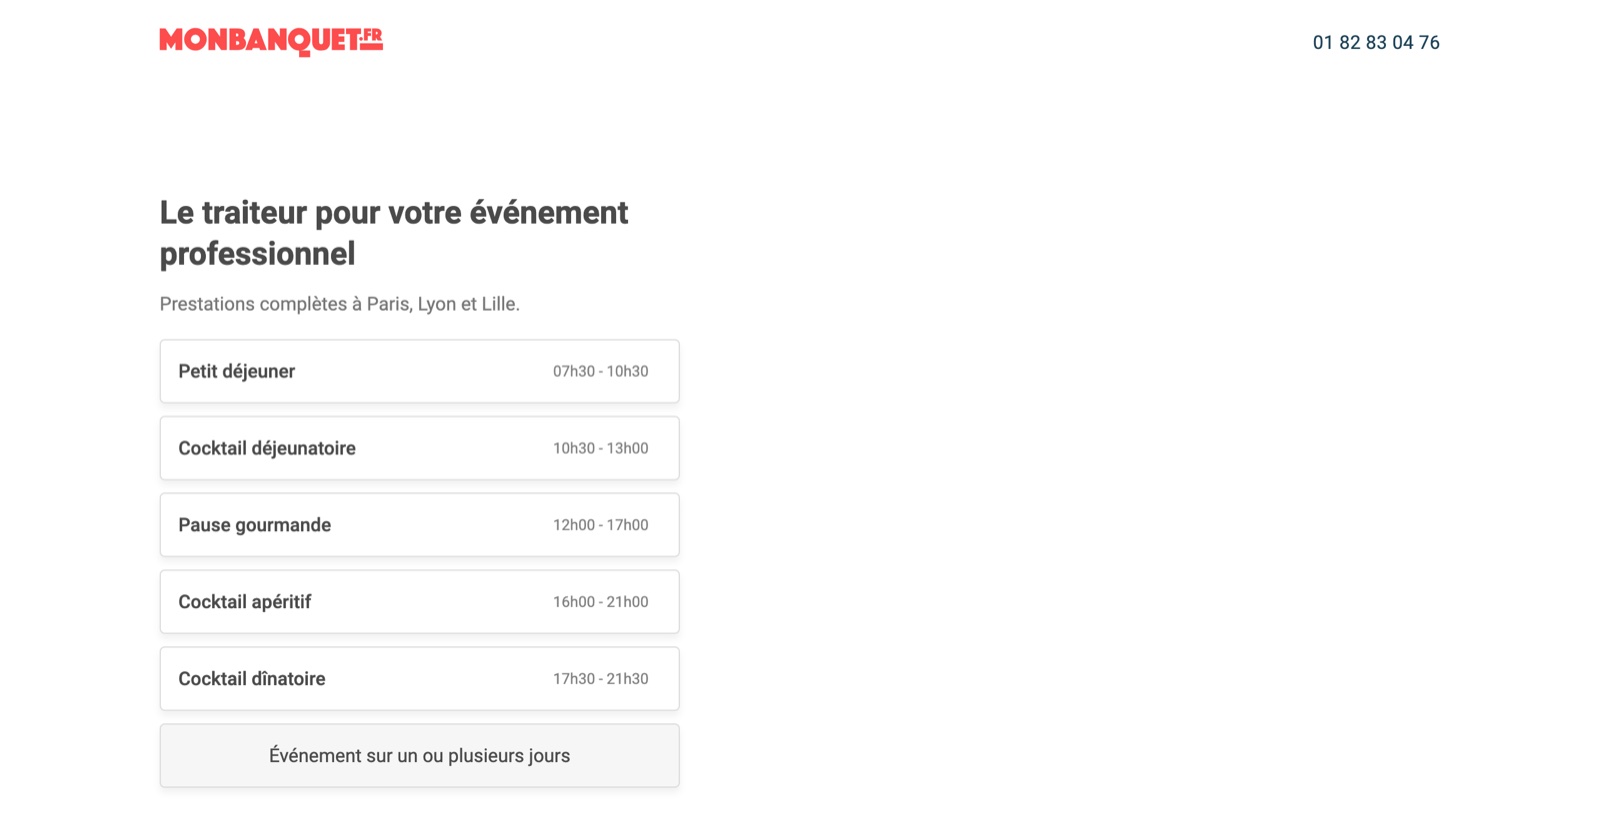 MONBANQUET.FR
01 82 83 04 76
Le traiteur pour votre événement
professionnel
Prestations complètes à Paris, Lyon et Lille.
Petit déjeuner 07h30 - 10h30
Cocktail déjeunatoire 10h30 - 13h00
Pause gourmande 12h00 - 17h00
Cocktail apéritif 16h00 - 21h00
Cocktail dînatoire 17h30 - 21h30
Événement sur un ou plusieurs jours